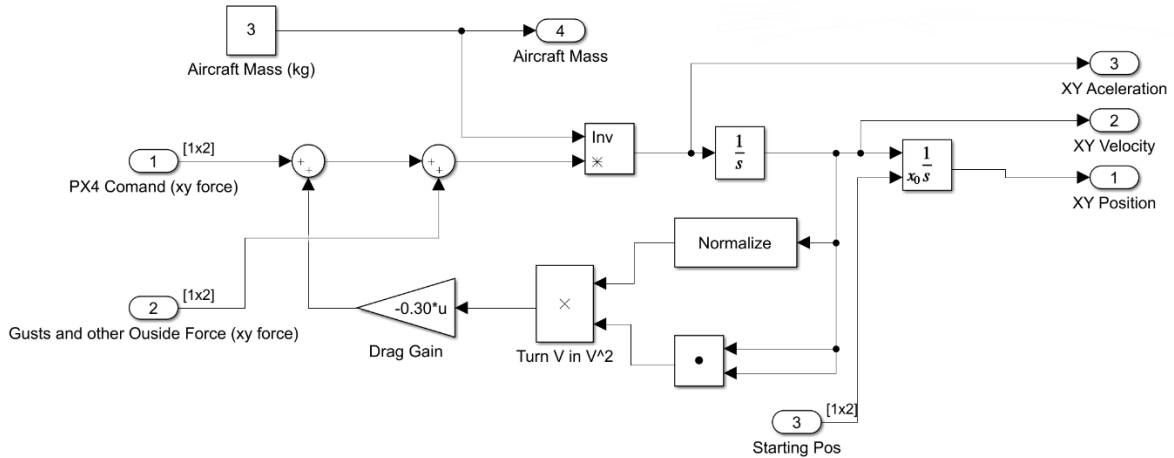 3
4
Aircraft Mass (kg)
Aircraft Mass
3
XY Aceleration
Inv
1
s
2
XY Velocity
1
[1x2]
PX4 Comand (xy force)
+
+
+
+
×
x₀ 1
s
1
XY Position
Normalize
2
[1x2]
Gusts and other Ouside Force (xy force)
-0.30*u
Drag Gain
×
Turn V in V^2
3
[1x2]
Starting Pos